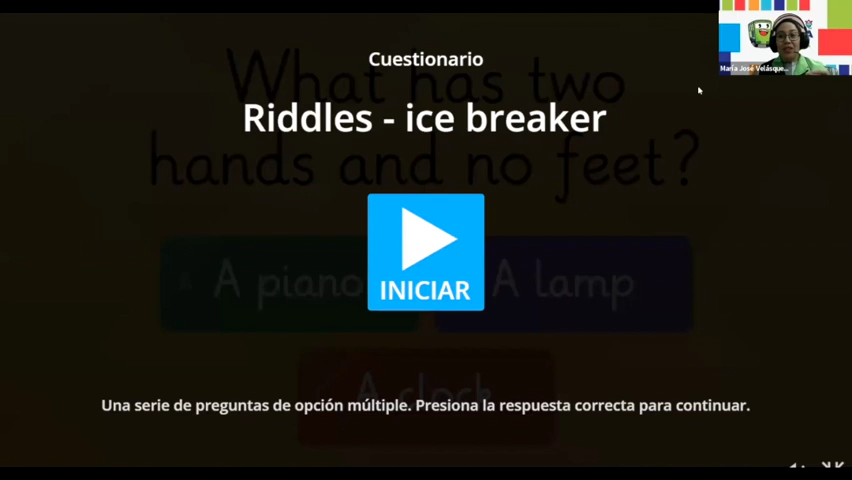 Cuestionario
What has two
Riddles - ice breaker
hands and no feet?
INICIAR
A piano
A lamp
A clock
Una serie de preguntas de opción múltiple. Presiona la respuesta correcta para continuar.
María José Velásque...